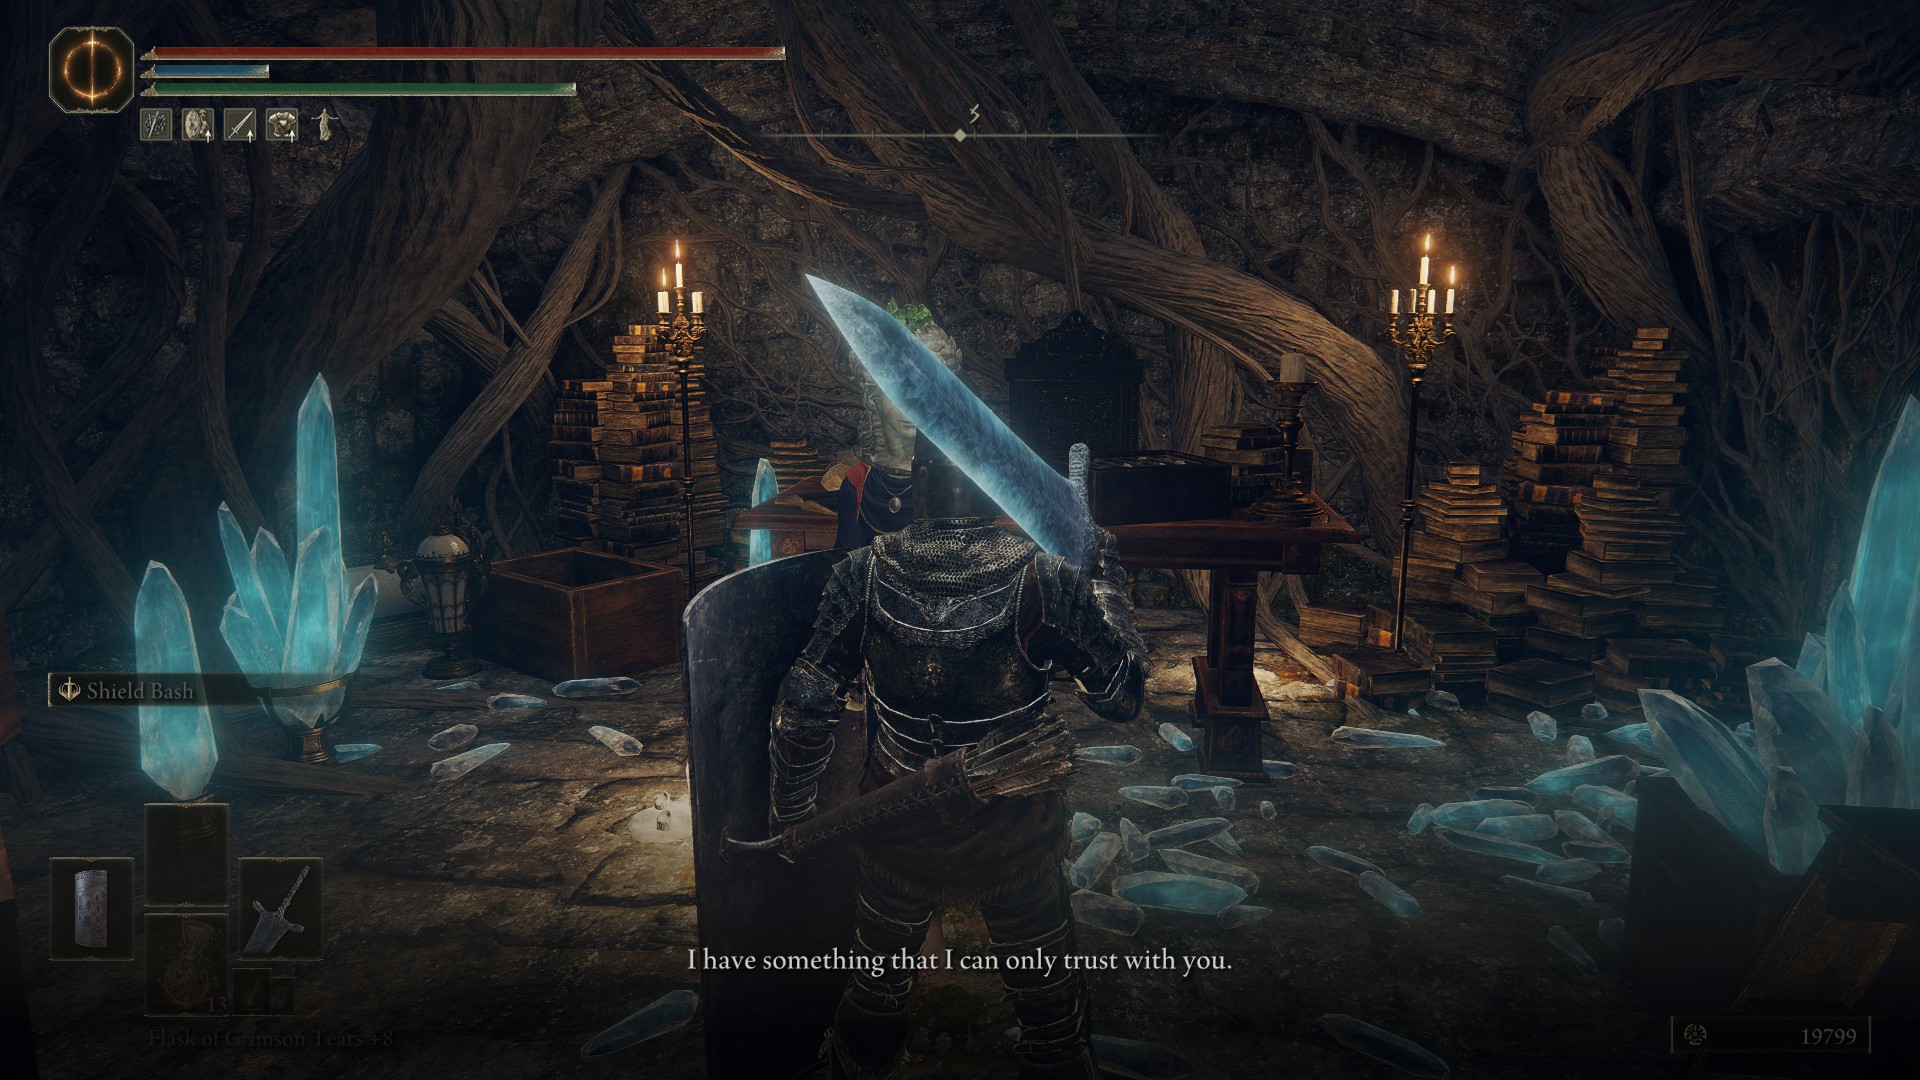 Shield Bash
13
Flask of Crimson Tears +8
I have something that I can only trust with you.
19799